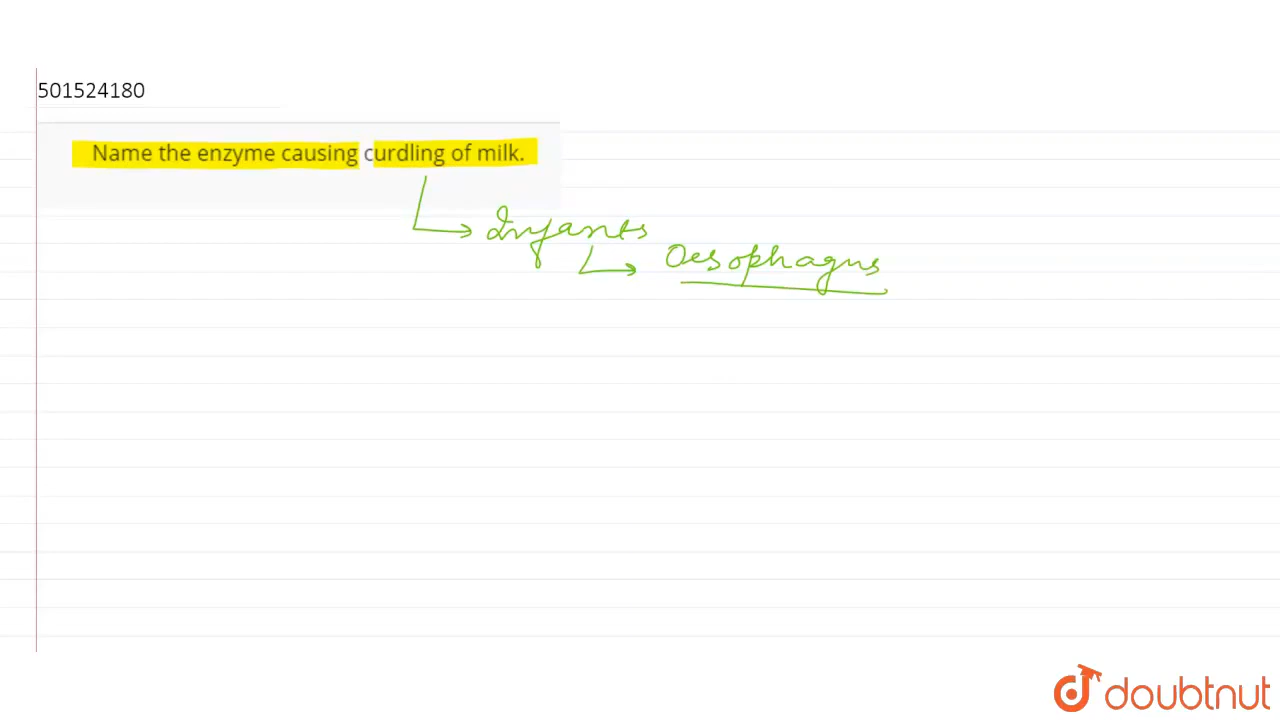 501524180
Name the enzyme causing curdling of milk.
Infants
Oesophagus
doubtnut